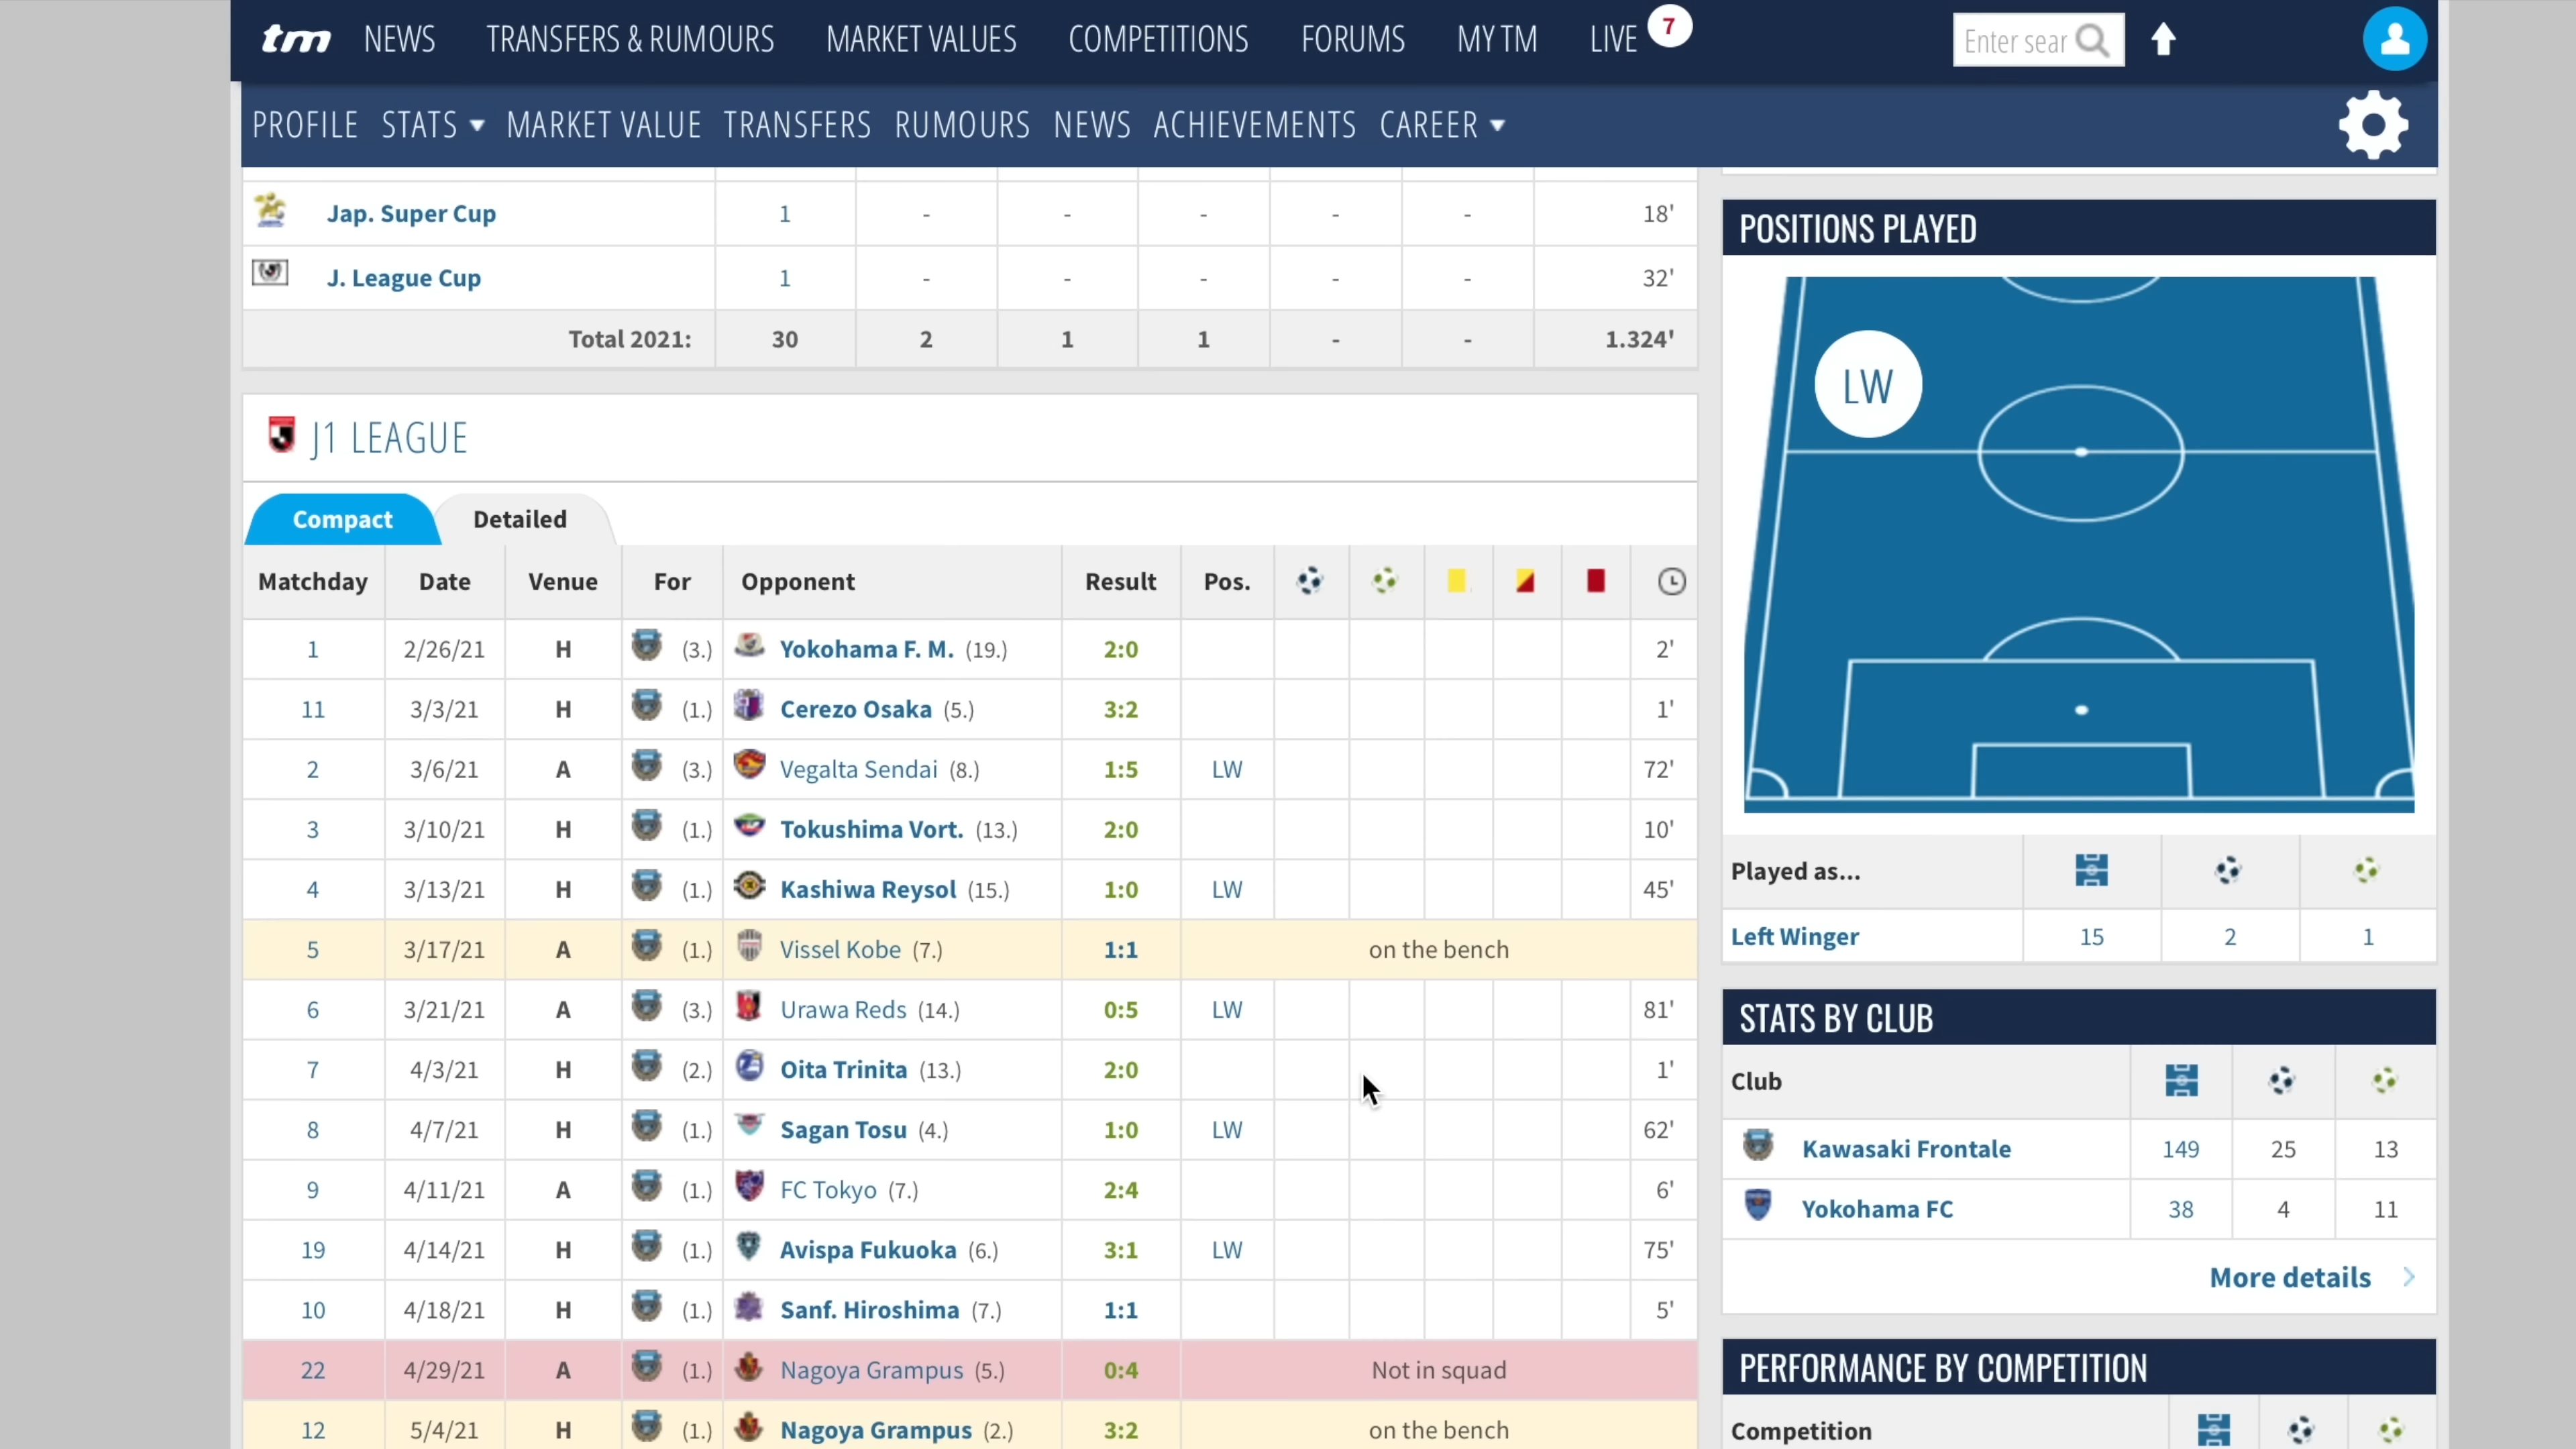 tm NEWS TRANSFERS & RUMOURS MARKET VALUES COMPETITIONS FORUMS MY TM LIVE 7 Enter sear
PROFILE STATS MARKET VALUE TRANSFERS RUMOURS NEWS ACHIEVEMENTS CAREER
Jap. Super Cup 1 - - - - - 18'
J. League Cup 1 - - - - - 32'
Total 2021: 30 2 1 1 - - 1.324'
J1 LEAGUE
Compact Detailed
Matchday Date Venue For Opponent Result Pos.
1 2/26/21 H (3.) Yokohama F. M. (19.) 2:0 2'
11 3/3/21 H (1.) Cerezo Osaka (5.) 3:2 1'
2 3/6/21 A (3.) Vegalta Sendai (8.) 1:5 LW 72'
3 3/10/21 H (1.) Tokushima Vort. (13.) 2:0 10'
4 3/13/21 H (1.) Kashiwa Reysol (15.) 1:0 LW 45'
5 3/17/21 A (1.) Vissel Kobe (7.) 1:1 on the bench
6 3/21/21 A (3.) Urawa Reds (14.) 0:5 LW 81'
7 4/3/21 H (2.) Oita Trinita (13.) 2:0 1'
8 4/7/21 H (1.) Sagan Tosu (4.) 1:0 LW 62'
9 4/11/21 A (1.) FC Tokyo (7.) 2:4 6'
19 4/14/21 H (1.) Avispa Fukuoka (6.) 3:1 LW 75'
10 4/18/21 H (1.) Sanf. Hiroshima (7.) 1:1 5'
22 4/29/21 A (1.) Nagoya Grampus (5.) 0:4 Not in squad
12 5/4/21 H (1.) Nagoya Grampus (2.) 3:2 on the bench
POSITIONS PLAYED
LW
Played as...
Left Winger 15 2 1
STATS BY CLUB
Club
Kawasaki Frontale 149 25 13
Yokohama FC 38 4 11
More details
PERFORMANCE BY COMPETITION
Competition